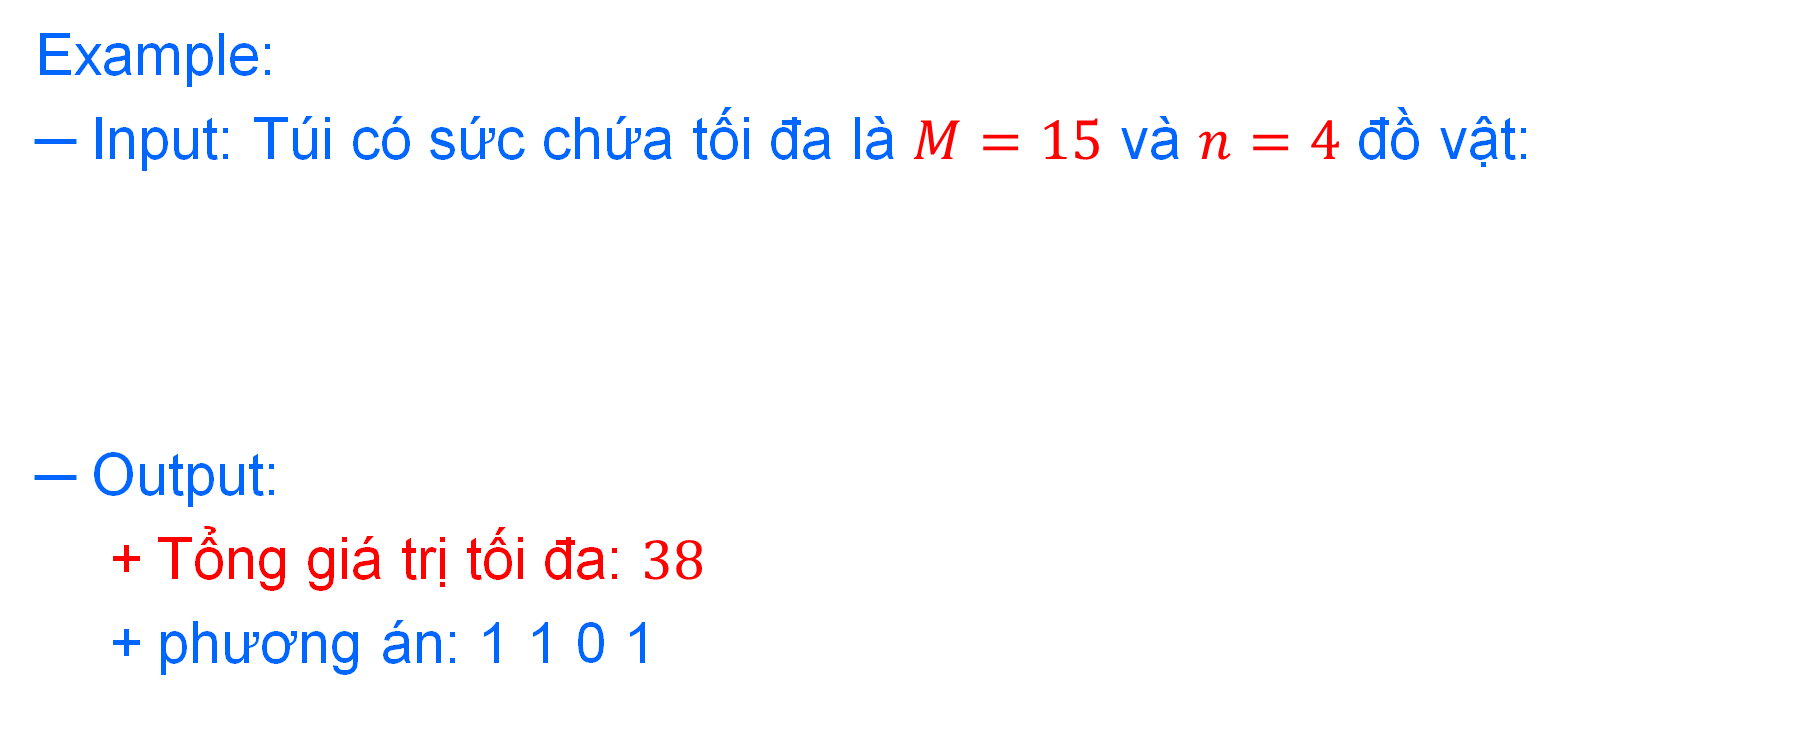 Example:
— Input: Túi có sức chứa tối đa là M = 15 và n = 4 đồ vật:
— Output:
+ Tổng giá trị tối đa: 38
+ phương án: 1 1 0 1